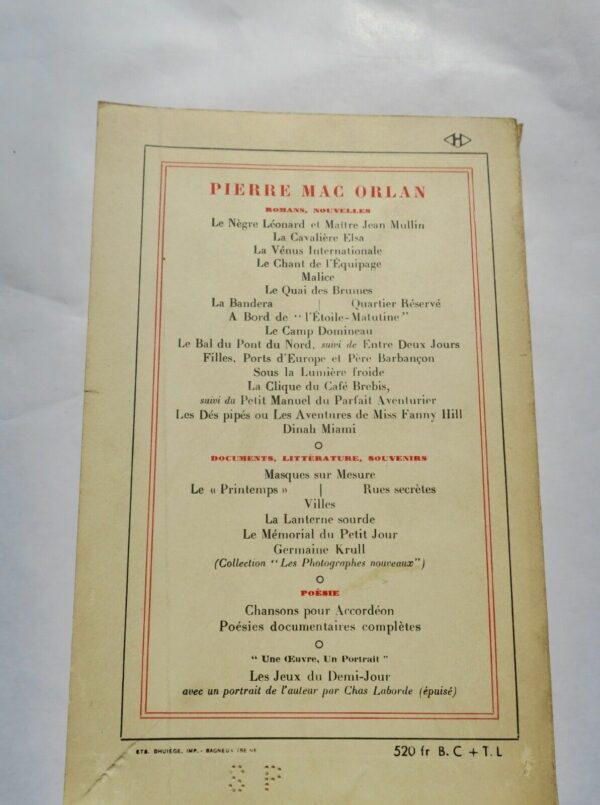 H
PIERRE MAC ORLAN
ROMANS, NOUVELLES
Le Nègre Léonard et Maître Jean Mullin
La Cavalière Elsa
La Vénus Internationale
Le Chant de l'Équipage
Malice
Le Quai des Brumes
La Bandera | Quartier Réservé
A Bord de "l'Étoile-Matutine"
Le Camp Domineau
Le Bal du Pont du Nord, suivi de Entre Deux Jours
Filles, Ports d'Europe et Père Barbançon
Sous la Lumière froide
La Clique du Café Brebis,
suivi du Petit Manuel du Parfait Aventurier
Les Dés pipés ou Les Aventures de Miss Fanny Hill
Dinah Miami
DOCUMENTS, LITTÉRATURE, SOUVENIRS
Masques sur Mesure
Le « Printemps » | Rues secrètes
Villes
La Lanterne sourde
Le Mémorial du Petit Jour
Germaine Krull
(Collection "Les Photographes nouveaux")
POÉSIE
Chansons pour Accordéon
Poésies documentaires complètes
"Une Œuvre, Un Portrait"
Les Jeux du Demi-Jour
avec un portrait de l'auteur par Chas Laborde (épuisé)
ETS. BHUIÈGE, IMP. - BAGNEUX
520 fr B. C + T. L
S P